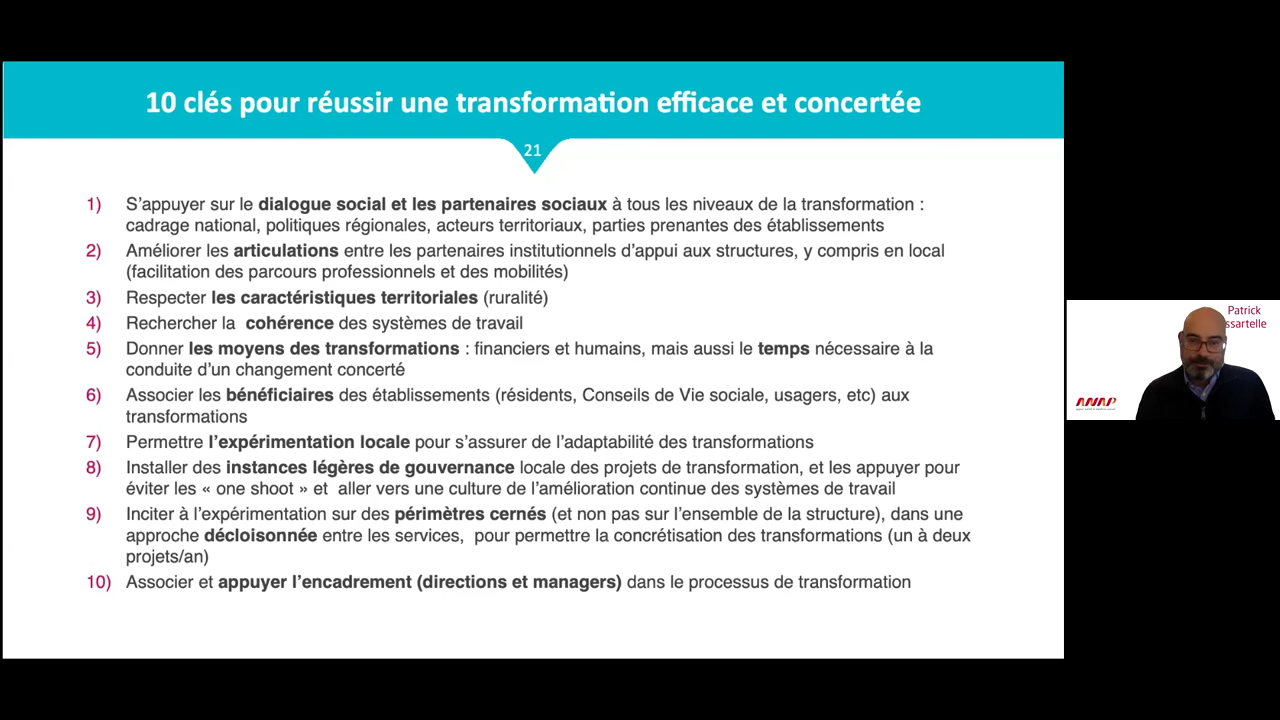 10 clés pour réussir une transformation efficace et concertée
21
1) S’appuyer sur le dialogue social et les partenaires sociaux à tous les niveaux de la transformation :
cadrage national, politiques régionales, acteurs territoriaux, parties prenantes des établissements
2) Améliorer les articulations entre les partenaires institutionnels d’appui aux structures, y compris en local
(facilitation des parcours professionnels et des mobilités)
3) Respecter les caractéristiques territoriales (ruralité)
4) Rechercher la cohérence des systèmes de travail
5) Donner les moyens des transformations : financiers et humains, mais aussi le temps nécessaire à la
conduite d’un changement concerté
6) Associer les bénéficiaires des établissements (résidents, Conseils de Vie sociale, usagers, etc) aux
transformations
7) Permettre l’expérimentation locale pour s’assurer de l’adaptabilité des transformations
8) Installer des instances légères de gouvernance locale des projets de transformation, et les appuyer pour
éviter les « one shoot » et aller vers une culture de l’amélioration continue des systèmes de travail
9) Inciter à l’expérimentation sur des périmètres cernés (et non pas sur l’ensemble de la structure), dans une
approche décloisonnée entre les services, pour permettre la concrétisation des transformations (un à deux
projets/an)
10) Associer et appuyer l’encadrement (directions et managers) dans le processus de transformation
Patrick
ssartelle
ANAP